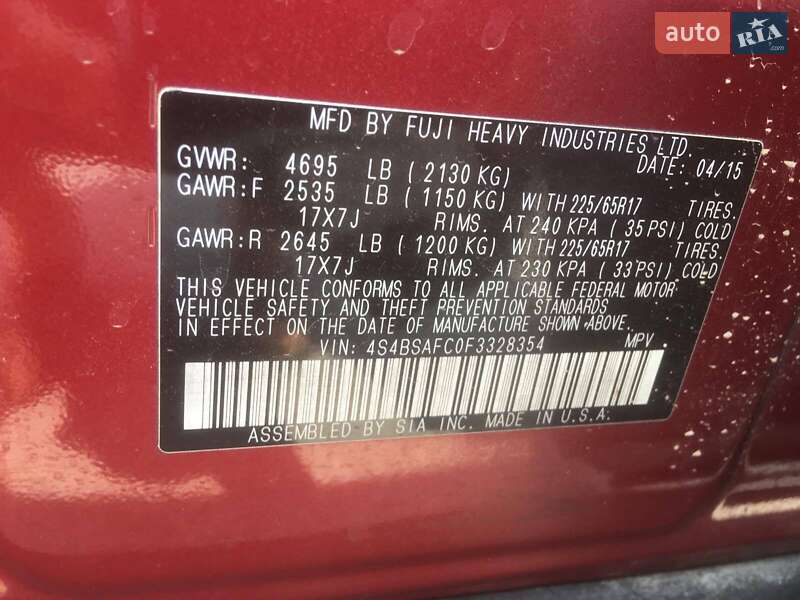 auto RIA.com
MFD BY FUJI HEAVY INDUSTRIES LTD.
GVWR: 4695 LB ( 2130 KG) DATE: 04/15
GAWR:F 2535 LB ( 1150 KG) WITH 225/65R17 TIRES.
17X7J RIMS. AT 240 KPA ( 35 PSI) COLD
GAWR:R 2645 LB ( 1200 KG) WITH 225/65R17 TIRES.
17X7J RIMS. AT 230 KPA ( 33 PSI) COLD
THIS VEHICLE CONFORMS TO ALL APPLICABLE FEDERAL MOTOR
VEHICLE SAFETY AND THEFT PREVENTION STANDARDS
IN EFFECT ON THE DATE OF MANUFACTURE SHOWN ABOVE.
VIN: 4S4BSAFC0F3328354 MPV
ASSEMBLED BY SIA INC. MADE IN U.S.A.